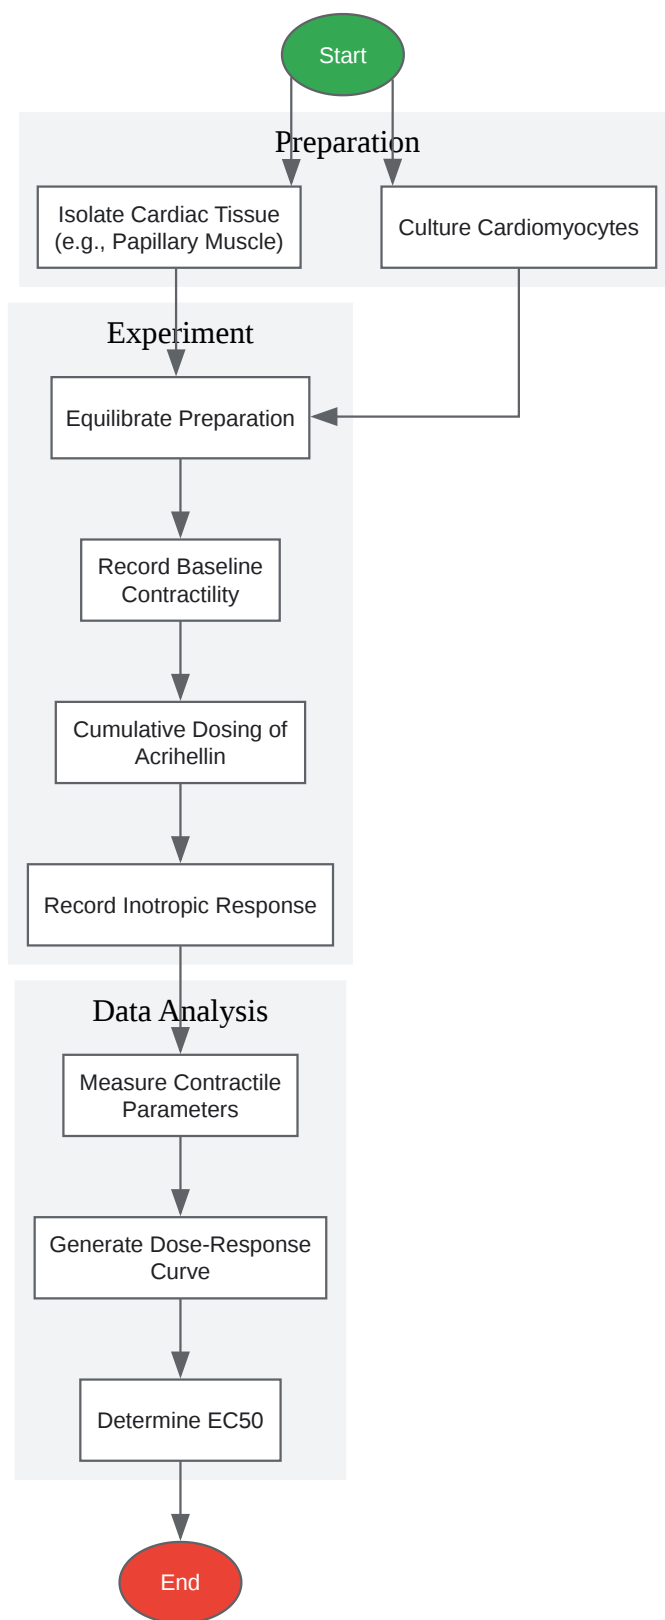 Start
Preparation
Isolate Cardiac Tissue
(e.g., Papillary Muscle)
Culture Cardiomyocytes
Experiment
Equilibrate Preparation
Record Baseline
Contractility
Cumulative Dosing of
Acrihellin
Record Inotropic Response
Data Analysis
Measure Contractile
Parameters
Generate Dose-Response
Curve
Determine EC50
End